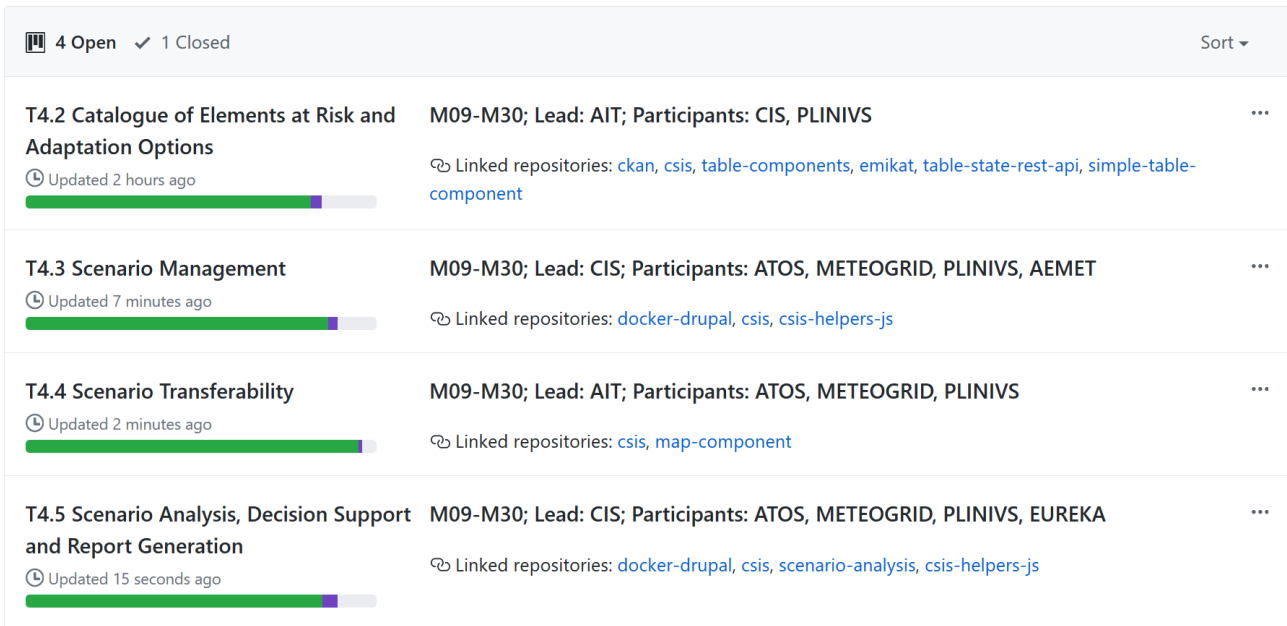 4 Open 1 Closed Sort
T4.2 Catalogue of Elements at Risk and
Adaptation Options
Updated 2 hours ago
M09-M30; Lead: AIT; Participants: CIS, PLINIVS
Linked repositories: ckan, csis, table-components, emikat, table-state-rest-api, simple-table-
component
T4.3 Scenario Management
Updated 7 minutes ago
M09-M30; Lead: CIS; Participants: ATOS, METEOGRID, PLINIVS, AEMET
Linked repositories: docker-drupal, csis, csis-helpers-js
T4.4 Scenario Transferability
Updated 2 minutes ago
M09-M30; Lead: AIT; Participants: ATOS, METEOGRID, PLINIVS
Linked repositories: csis, map-component
T4.5 Scenario Analysis, Decision Support
and Report Generation
Updated 15 seconds ago
M09-M30; Lead: CIS; Participants: ATOS, METEOGRID, PLINIVS, EUREKA
Linked repositories: docker-drupal, csis, scenario-analysis, csis-helpers-js